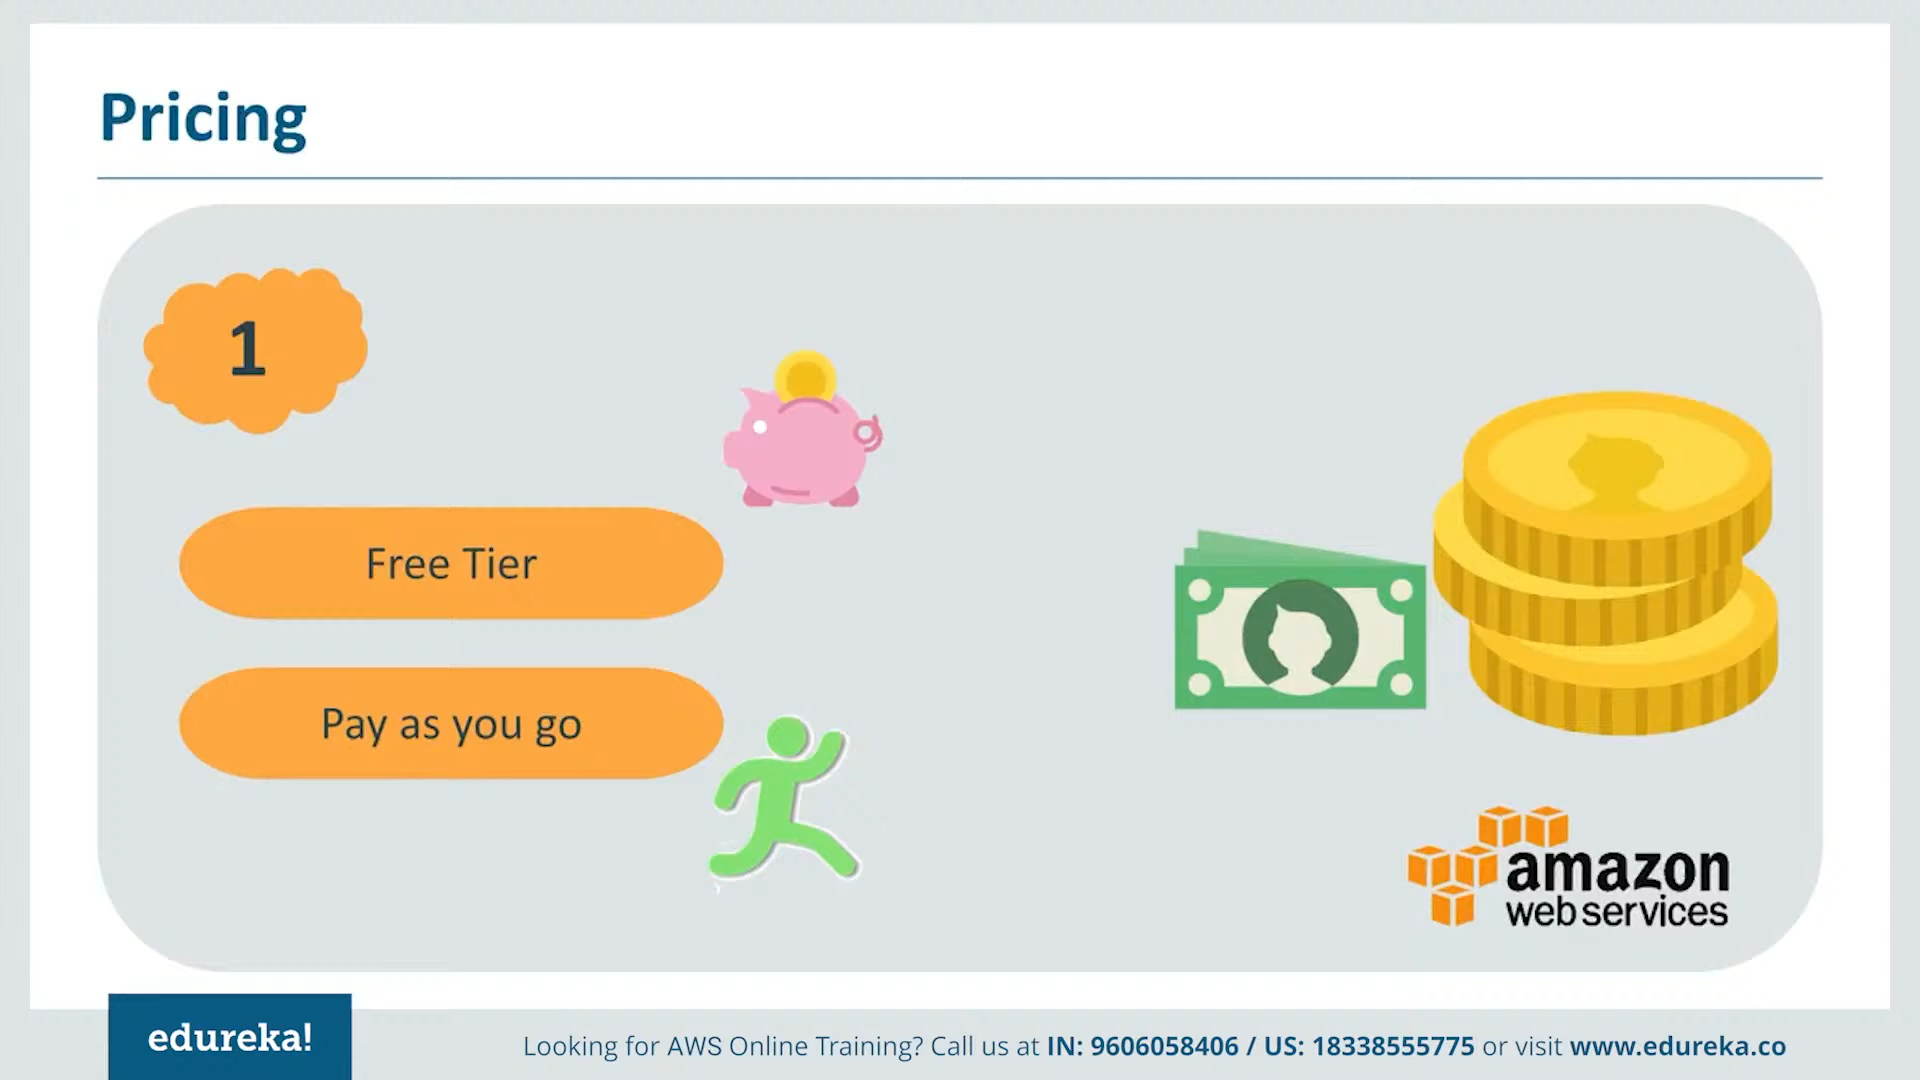 Pricing
1
Free Tier
Pay as you go
amazon
web services
edureka!
Looking for AWS Online Training? Call us at IN: 9606058406 / US: 18338555775 or visit www.edureka.co